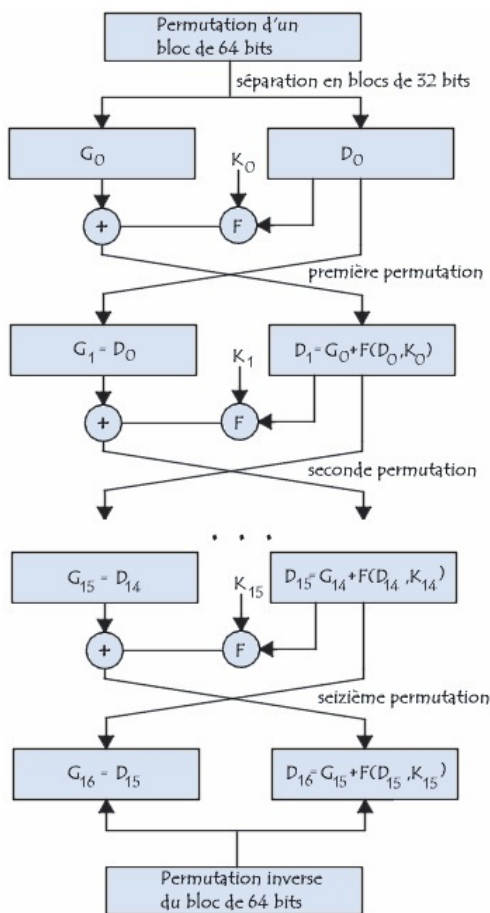 Permutation d'un
bloc de 64 bits
séparation en blocs de 32 bits
G₀
K₀
D₀
+
F
première permutation
G₁ = D₀
K₁
D₁=G₀+F(D₀,K₀)
+
F
seconde permutation
. . .
G₁₅ = D₁₄
K₁₅
D₁₅=G₁₄+F(D₁₄,K₁₄)
+
F
seizième permutation
G₁₆ = D₁₅
D₁₆=G₁₅+F(D₁₅,K₁₅)
Permutation inverse
du bloc de 64 bits